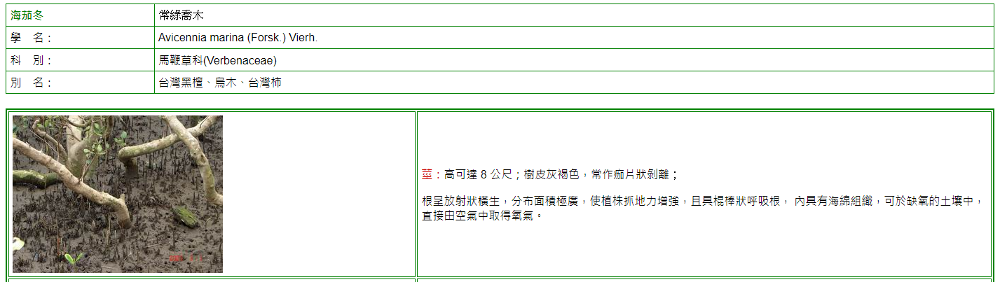 海茄冬 常綠喬木
學 名： Avicennia marina (Forsk.) Vierh.
科 別： 馬鞭草科(Verbenaceae)
別 名： 台灣黑檀、烏木、台灣柿
莖：高可達 8 公尺；樹皮灰褐色，常作痂片狀剝離；
根呈放射狀橫生，分布面積極廣，使植株抓地力增強，且具棍棒狀呼吸根， 內具有海綿組織，可於缺氧的土壤中，
直接由空氣中取得氧氣。